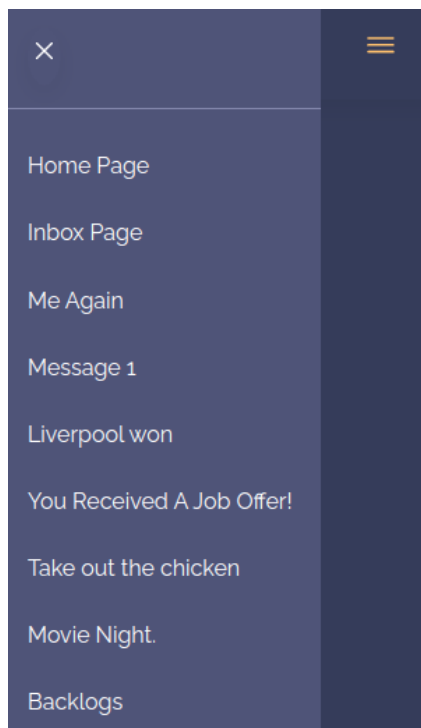 Home Page
Inbox Page
Me Again
Message 1
Liverpool won
You Received A Job Offer!
Take out the chicken
Movie Night.
Backlogs